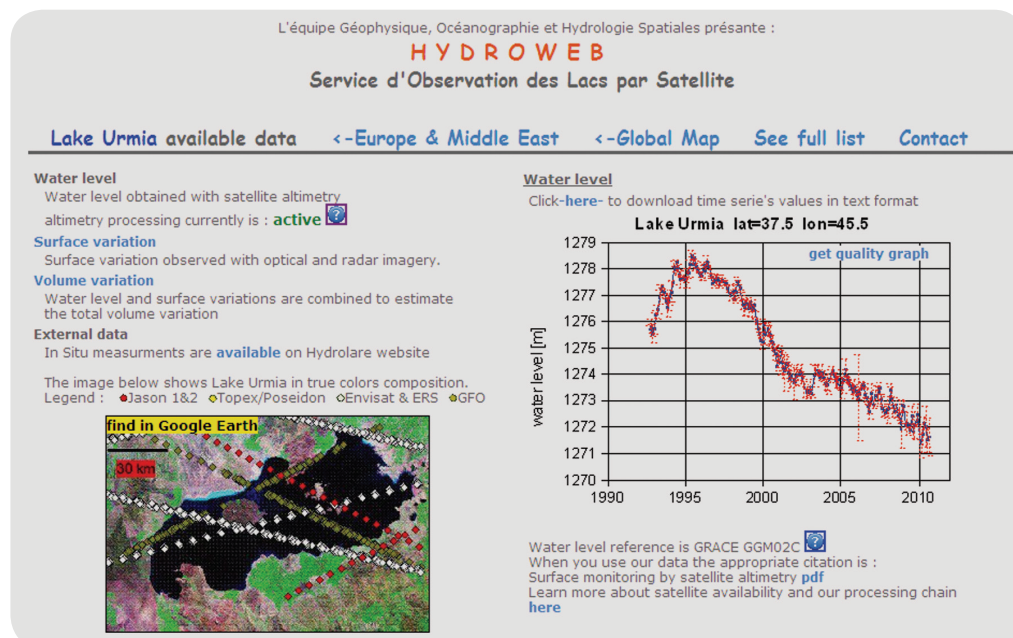 L'équipe Géophysique, Océanographie et Hydrologie Spatiales présante :
HYDROWEB
Service d'Observation des Lacs par Satellite
Lake Urmia available data <-Europe & Middle East <-Global Map See full list Contact
Water level
Water level obtained with satellite altimetry
altimetry processing currently is : active
Surface variation
Surface variation observed with optical and radar imagery.
Volume variation
Water level and surface variations are combined to estimate
the total volume variation
External data
In Situ measurments are available on Hydrolare website
The image below shows Lake Urmia in true colors composition.
Legend : Jason 1&2 Topex/Poseidon Envisat & ERS GFO
find in Google Earth
30 km
Water level
Click-here- to download time serie's values in text format
Lake Urmia lat=37.5 lon=45.5
get quality graph
water level [m]
1279
1278
1277
1276
1275
1274
1273
1272
1271
1270
1990 1995 2000 2005 2010
Water level reference is GRACE GGM02C ?
When you use our data the appropriate citation is :
Surface monitoring by satellite altimetry pdf
Learn more about satellite availability and our processing chain
here